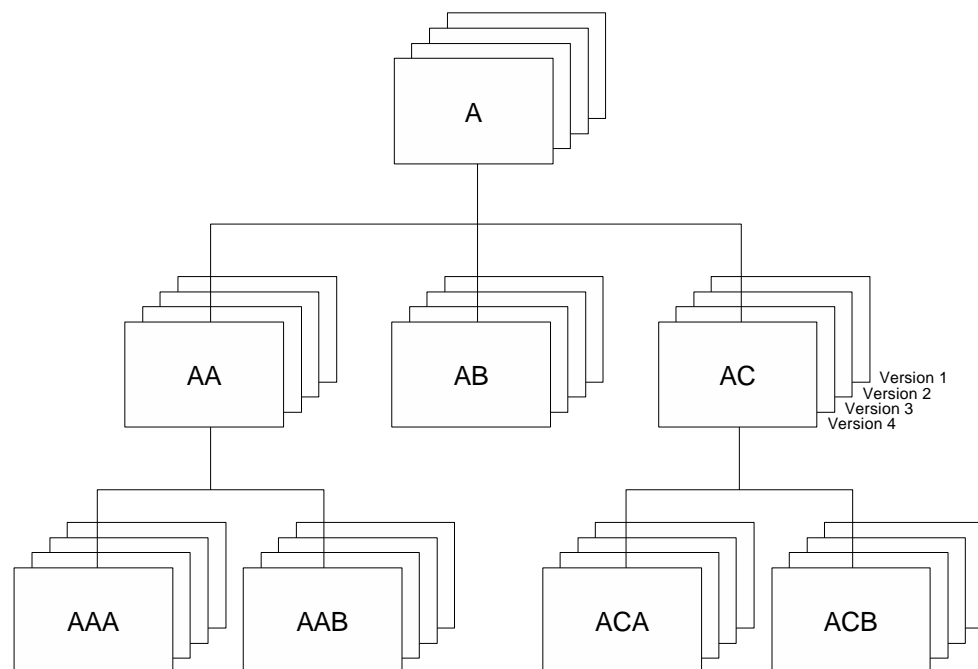 A
AA
AB
AC
Version 1
Version 2
Version 3
Version 4
AAA
AAB
ACA
ACB